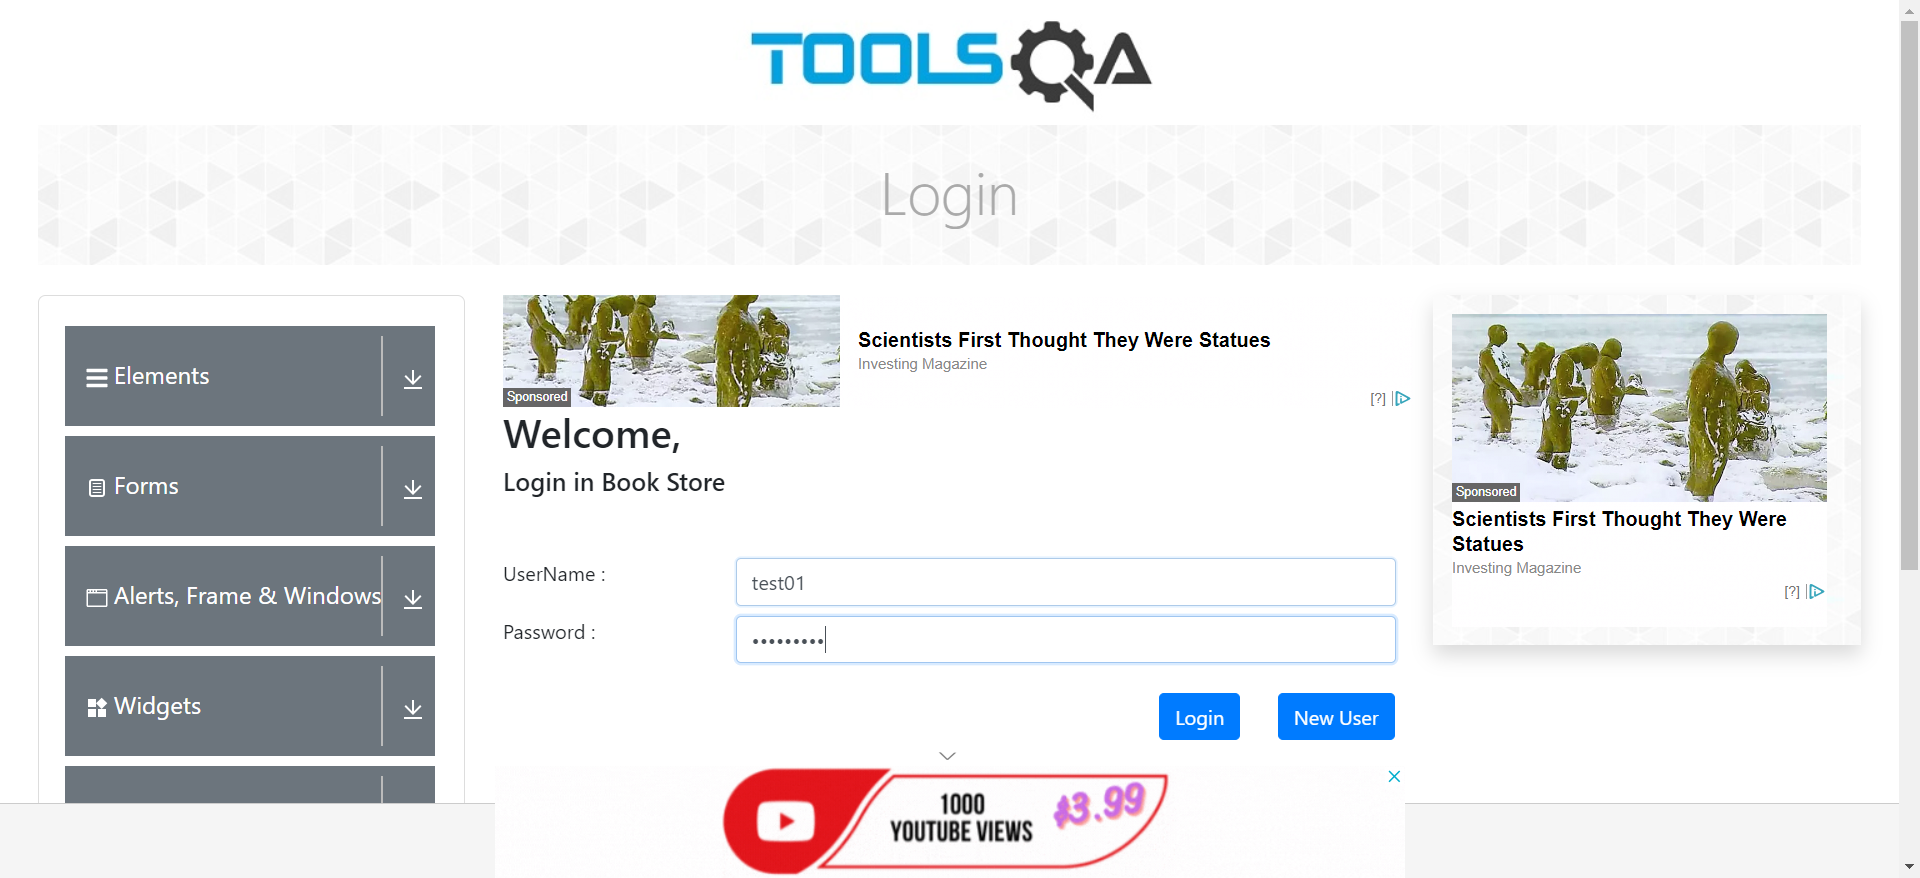 TOOLSQA
Login
Elements
Forms
Alerts, Frame & Windows
Widgets
Sponsored
Scientists First Thought They Were Statues
Investing Magazine
[?]
Welcome,
Login in Book Store
UserName :
test01
Password :
•••••••••
Login
New User
1000
YOUTUBE VIEWS
$3.99
Sponsored
Scientists First Thought They Were
Statues
Investing Magazine
[?]